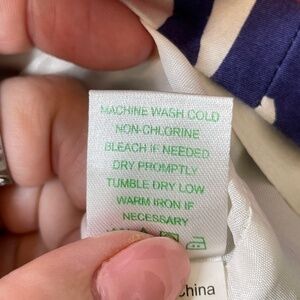 MACHINE WASH COLD
NON-CHLORINE
BLEACH IF NEEDED
DRY PROMPTLY
TUMBLE DRY LOW
WARM IRON IF
NECESSARY
China